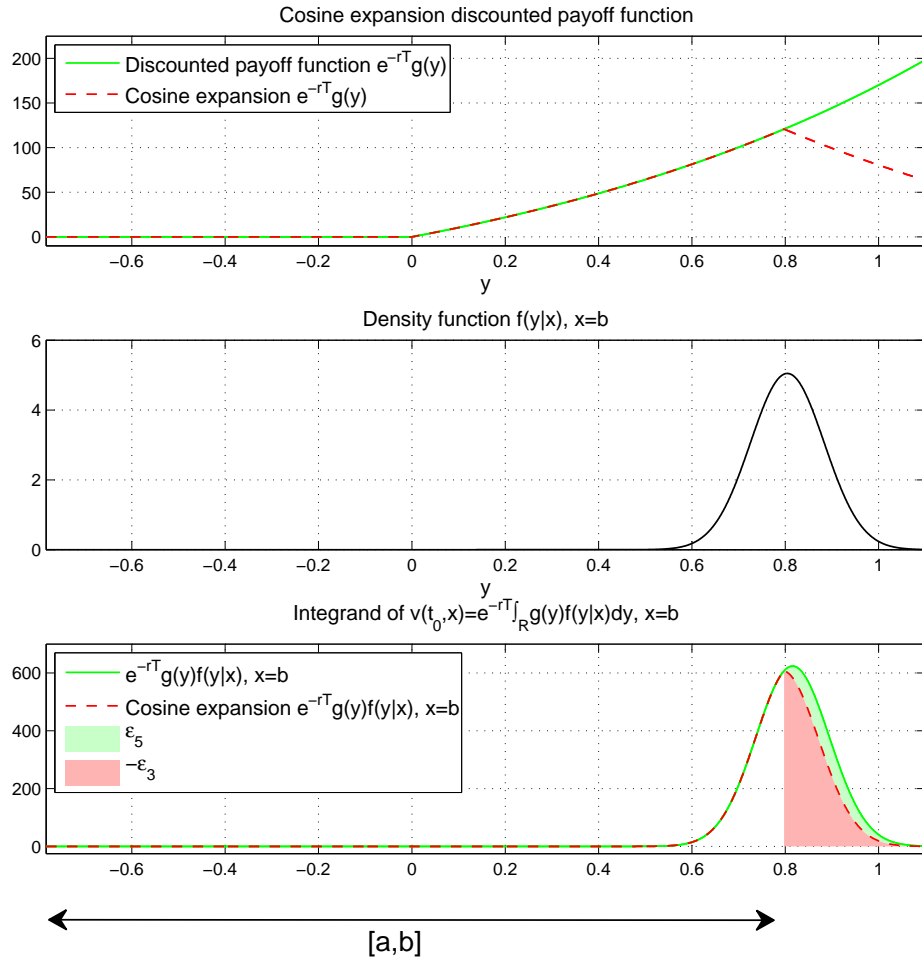 Cosine expansion discounted payoff function
200
150
100
50
0
Discounted payoff function e^{−rT}g(y)
Cosine expansion e^{−rT}g(y)
−0.6 −0.4 −0.2 0 0.2 0.4 0.6 0.8 1
y
Density function f(y|x), x=b
6
4
2
0
−0.6 −0.4 −0.2 0 0.2 0.4 0.6 0.8 1
y
Integrand of v(t_0,x)=e^{−rT}∫_R g(y)f(y|x)dy, x=b
600
400
200
0
e^{−rT}g(y)f(y|x), x=b
Cosine expansion e^{−rT}g(y)f(y|x), x=b
ε_5
−ε_3
−0.6 −0.4 −0.2 0 0.2 0.4 0.6 0.8 1
[a,b]